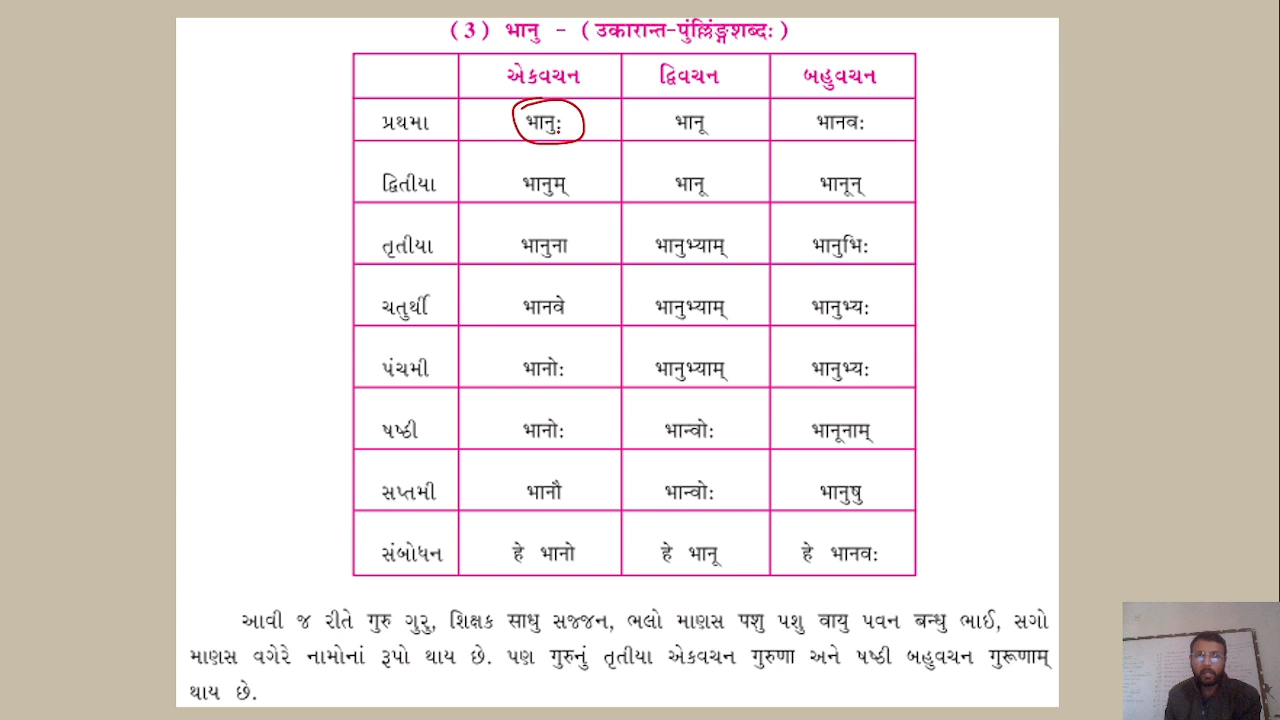 (3) भानु - (उकारान्त-पुंल्लिंङ्गशब्दः)
એકવચન દ્વિવચન બહુવચન
પ્રથમા भानुः भानू भानवः
દ્વિતીયા भानुम् भानू भानून्
તૃતીયા भानुना भानुभ्याम् भानुभिः
ચતુર્થી भानवे भानुभ्याम् भानुभ्यः
પંચમી भानोः भानुभ्याम् भानुभ्यः
ષષ્ઠી भानोः भान्वोः भानूनाम्
સપ્તમી भानौ भान्वोः भानुषु
સંબોધન हे भानो हे भानू हे भानवः
આવી જ રીતે गुरु ગુરુ, શિક્ષક साधु સજ્જન, ભલો માણસ पशु પશુ वायु પવન बन्धु ભાઈ, સગો
માણસ વગેરે નામોનાં રૂપો થાય છે. પણ गुरुનું તૃતીયા એકવચન गुरुणा અને ષષ્ઠી બહુવચન गुरूणाम्
થાય છે.